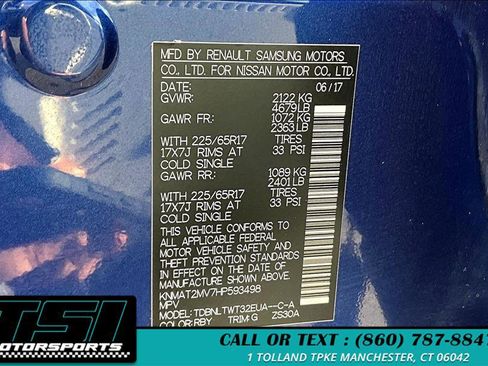 MFD BY RENAULT SAMSUNG MOTORS
CO., LTD. FOR NISSAN MOTOR CO., LTD.
DATE: 06/17
GVWR: 2122 KG
4679 LB
GAWR FR: 1072 KG
2363 LB
WITH 225/65R17 TIRES
17X7J RIMS AT 33 PSI
COLD SINGLE
GAWR RR: 1089 KG
2401 LB
WITH 225/65R17 TIRES
17X7J RIMS AT 33 PSI
COLD SINGLE
THIS VEHICLE CONFORMS TO
ALL APPLICABLE FEDERAL
MOTOR VEHICLE SAFETY AND
THEFT PREVENTION STANDARDS
IN EFFECT ON THE DATE OF
MANUFACTURE SHOWN ABOVE.
KNMAT2MV7HP593498
MPV
MODEL: TDBNLTWT32EUA--C-A
COLOR: RBY TRIM: G ZS30A
TSI
MOTORSPORTS
CALL OR TEXT : (860) 787-8847
1 TOLLAND TPKE MANCHESTER, CT 06042